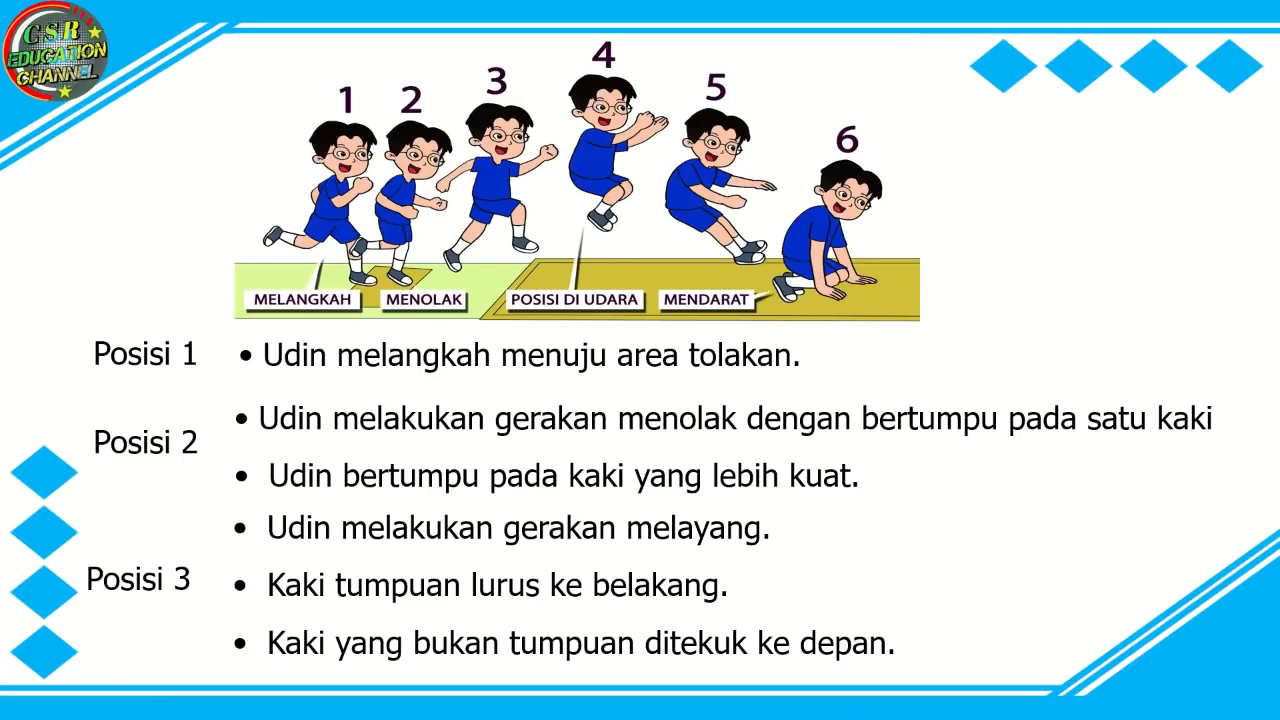 CSR
EDUCATION
CHANNEL
1
2
3
4
5
6
MELANGKAH
MENOLAK
POSISI DI UDARA
MENDARAT
Posisi 1
• Udin melangkah menuju area tolakan.
Posisi 2
• Udin melakukan gerakan menolak dengan bertumpu pada satu kaki
• Udin bertumpu pada kaki yang lebih kuat.
Posisi 3
• Udin melakukan gerakan melayang.
• Kaki tumpuan lurus ke belakang.
• Kaki yang bukan tumpuan ditekuk ke depan.